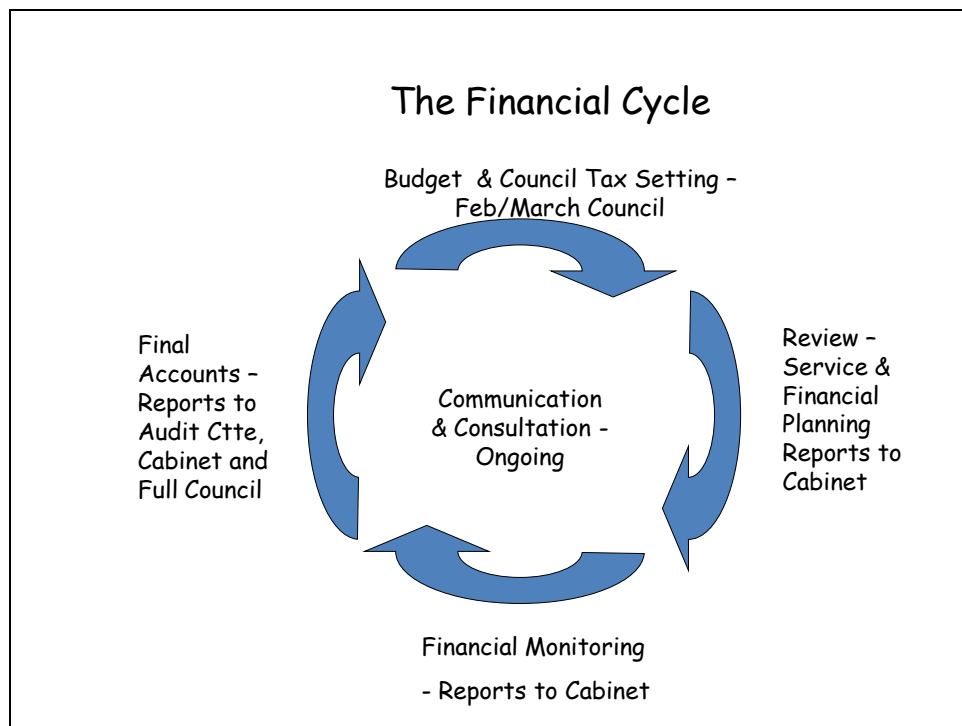 The Financial Cycle
Budget & Council Tax Setting –
Feb/March Council
Review –
Service &
Financial
Planning
Reports to
Cabinet
Financial Monitoring
- Reports to Cabinet
Final
Accounts –
Reports to
Audit Ctte,
Cabinet and
Full Council
Communication
& Consultation -
Ongoing